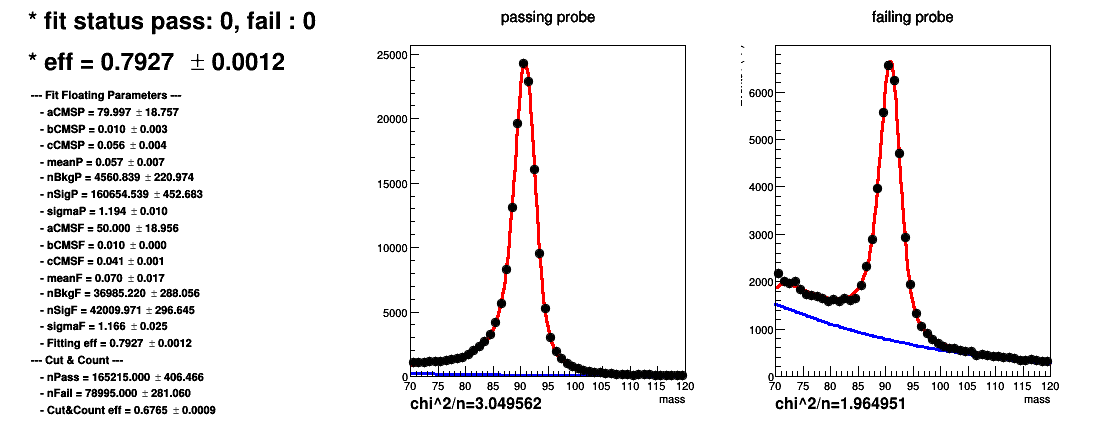 * fit status pass: 0, fail : 0
* eff = 0.7927 ± 0.0012
--- Fit Floating Parameters ---
- aCMSP = 79.997 ± 18.757
- bCMSP = 0.010 ± 0.003
- cCMSP = 0.056 ± 0.004
- meanP = 0.057 ± 0.007
- nBkgP = 4560.839 ± 220.974
- nSigP = 160654.539 ± 452.683
- sigmaP = 1.194 ± 0.010
- aCMSF = 50.000 ± 18.956
- bCMSF = 0.010 ± 0.000
- cCMSF = 0.041 ± 0.001
- meanF = 0.070 ± 0.017
- nBkgF = 36985.220 ± 288.056
- nSigF = 42009.971 ± 296.645
- sigmaF = 1.166 ± 0.025
- Fitting eff = 0.7927 ± 0.0012
--- Cut & Count ---
- nPass = 165215.000 ± 406.466
- nFail = 78995.000 ± 281.060
- Cut&Count eff = 0.6765 ± 0.0009
passing probe
25000
20000
15000
10000
5000
0
70 75 80 85 90 95 100 105 110 115 120
mass
chi^2/n=3.049562
failing probe
6000
5000
4000
3000
2000
1000
0
70 75 80 85 90 95 100 105 110 115 120
mass
chi^2/n=1.964951